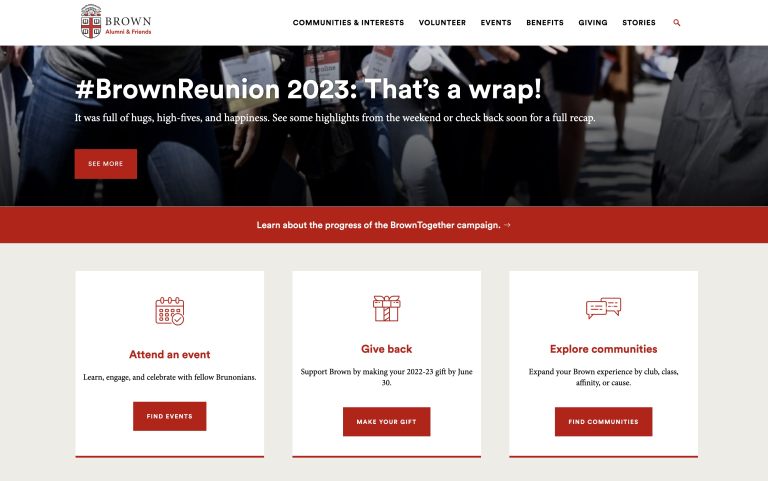 BROWN
Alumni & Friends
COMMUNITIES & INTERESTS VOLUNTEER EVENTS BENEFITS GIVING STORIES
#BrownReunion 2023: That's a wrap!
It was full of hugs, high-fives, and happiness. See some highlights from the weekend or check back soon for a full recap.
SEE MORE
Learn about the progress of the BrownTogether campaign. →
Attend an event
Learn, engage, and celebrate with fellow Brunonians.
FIND EVENTS
Give back
Support Brown by making your 2022-23 gift by June
30.
MAKE YOUR GIFT
Explore communities
Expand your Brown experience by club, class,
affinity, or cause.
FIND COMMUNITIES